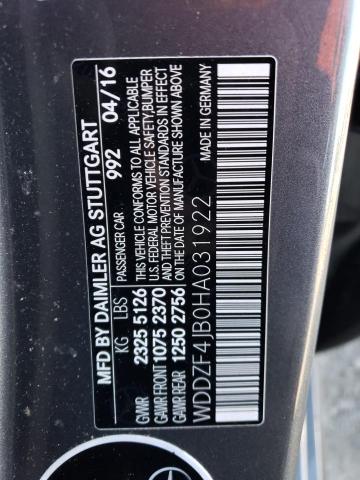 MFD BY DAIMLER AG STUTTGART
PASSENGER CAR 992 04/16
KG LBS
GVWR 2325 5126
GAWR FRONT 1075 2370
GAWR REAR 1250 2756
THIS VEHICLE CONFORMS TO ALL APPLICABLE
U.S. FEDERAL MOTOR VEHICLE SAFETY,BUMPER
AND THEFT PREVENTION STANDARDS IN EFFECT
ON THE DATE OF MANUFACTURE SHOWN ABOVE
WDDZF4JB0HA031922
MADE IN GERMANY